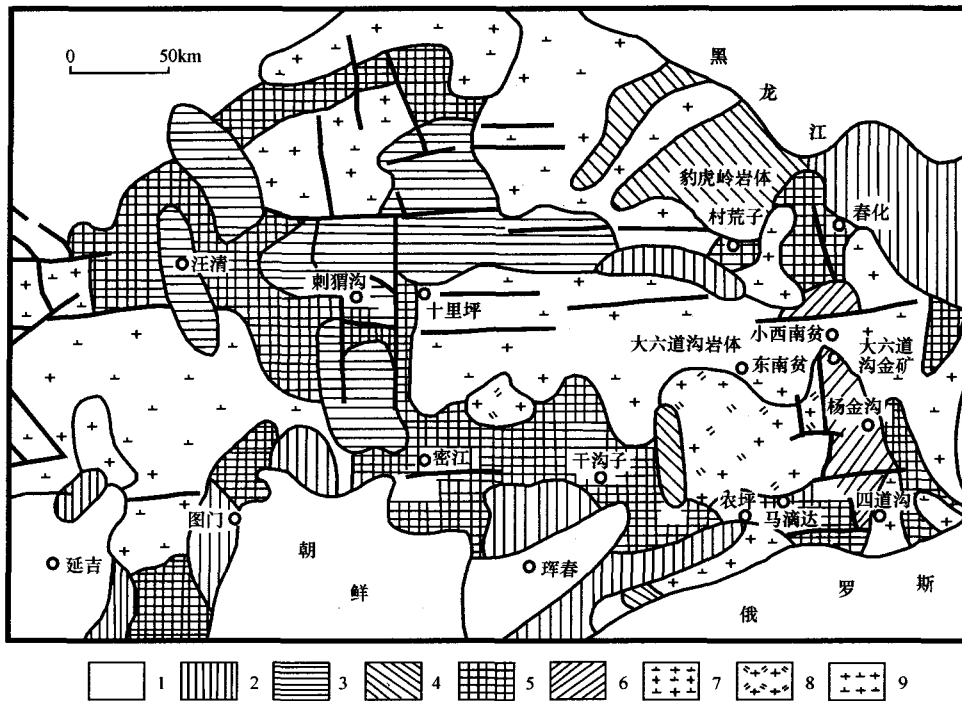 0 50km
黑
龙
江
豹虎岭岩体
村荒子
春化
汪清
刺猬沟
十里坪
小西南贫
大六道沟岩体
大六道
沟金矿
东南贫
杨金沟
密江
干沟子
农坪
马滴达
四道沟
图门
朝
鲜
延吉
珲春
俄
罗
斯
1 2 3 4 5 6 7 8 9